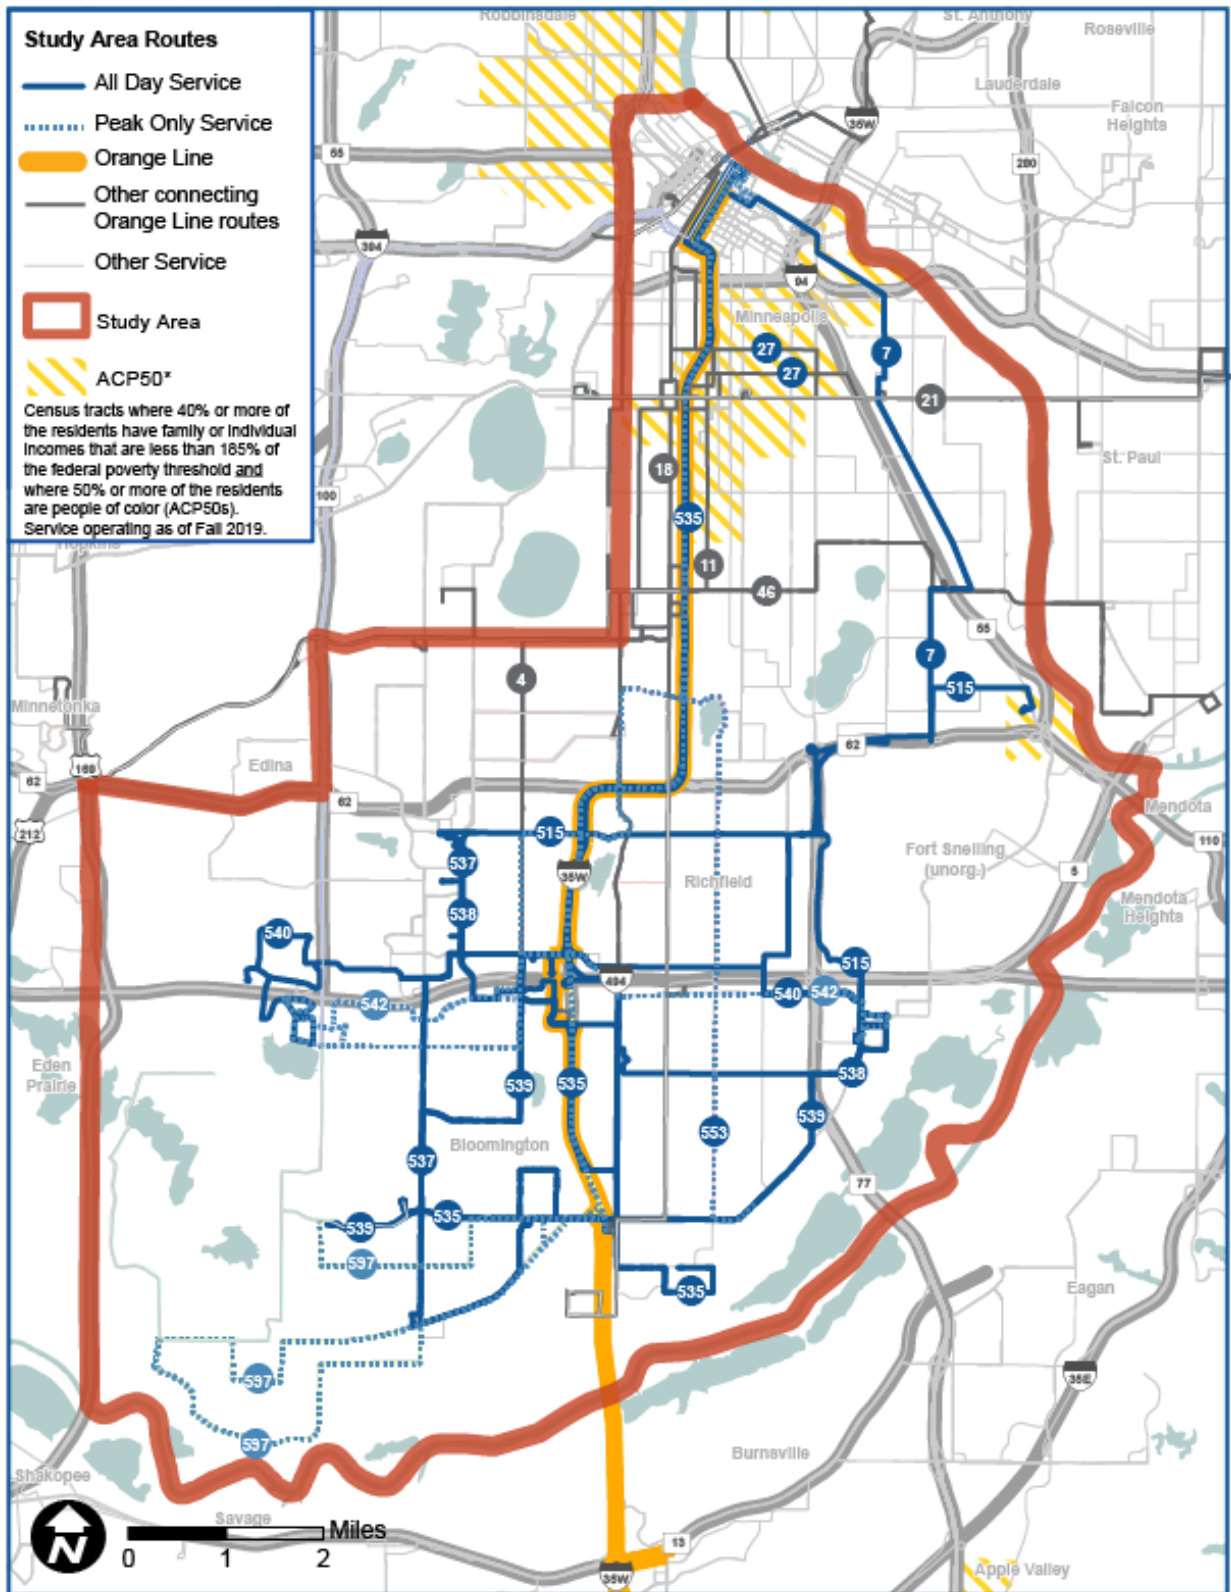 Study Area Routes
All Day Service
Peak Only Service
Orange Line
Other connecting
Orange Line routes
Other Service
Study Area
ACP50*
Census tracts where 40% or more of
the residents have family or individual
incomes that are less than 185% of
the federal poverty threshold and
where 50% or more of the residents
are people of color (ACP50s).
Service operating as of Fall 2019.
Robbinsdale
St. Anthony
Roseville
Lauderdale
Falcon
Heights
35W
55
280
394
94
Minneapolis
27
7
27
21
18
St. Paul
100
535
Hopkins
11
46
55
7
4
515
Minnetonka
62
169
Edina
62
62
Mendota
212
515
110
537
Fort Snelling
(unorg.)
5
35W
Richfield
Mendota
Heights
538
540
515
494
542
540
542
Eden
Prairie
538
539
535
539
553
Bloomington
537
77
535
539
597
535
Eagan
597
35E
597
Burnsville
Shakopee
Savage
N
Miles
0
1
2
13
35W
Apple Valley